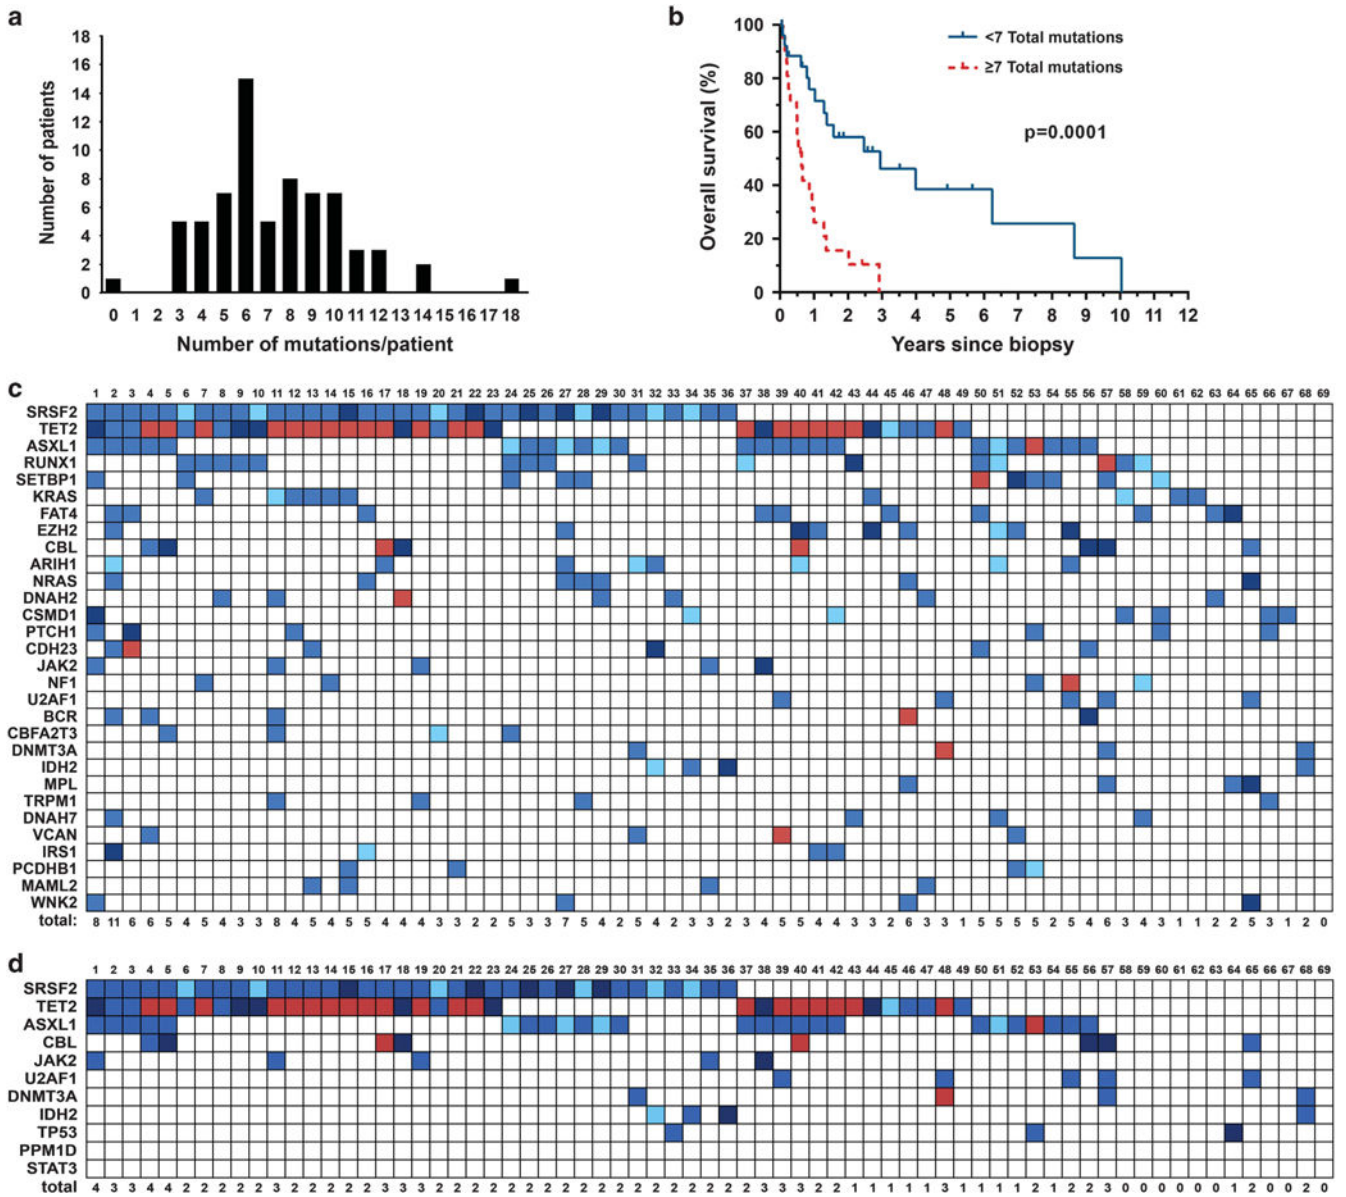 a
Number of patients
18
16
14
12
10
8
6
4
2
0
0 1 2 3 4 5 6 7 8 9 10 11 12 13 14 15 16 17 18
Number of mutations/patient
b
Overall survival (%)
100
80
60
40
20
0
<7 Total mutations
≥7 Total mutations
p=0.0001
0 1 2 3 4 5 6 7 8 9 10 11 12
Years since biopsy
c
1 2 3 4 5 6 7 8 9 10 11 12 13 14 15 16 17 18 19 20 21 22 23 24 25 26 27 28 29 30 31 32 33 34 35 36 37 38 39 40 41 42 43 44 45 46 47 48 49 50 51 52 53 54 55 56 57 58 59 60 61 62 63 64 65 66 67 68 69
SRSF2
TET2
ASXL1
RUNX1
SETBP1
KRAS
FAT4
EZH2
CBL
ARIH1
NRAS
DNAH2
CSMD1
PTCH1
CDH23
JAK2
NF1
U2AF1
BCR
CBFA2T3
DNMT3A
IDH2
MPL
TRPM1
DNAH7
VCAN
IRS1
PCDHB1
MAML2
WNK2
total: 8 11 6 6 5 4 5 4 3 3 8 4 5 4 5 4 4 4 4 3 3 2 2 5 3 3 7 5 4 2 5 4 2 3 2 2 3 4 5 5 4 4 3 3 2 6 3 3 1 5 5 5 5 2 5 4 6 3 4 3 1 1 2 2 5 3 1 2 0
d
1 2 3 4 5 6 7 8 9 10 11 12 13 14 15 16 17 18 19 20 21 22 23 24 25 26 27 28 29 30 31 32 33 34 35 36 37 38 39 40 41 42 43 44 45 46 47 48 49 50 51 52 53 54 55 56 57 58 59 60 61 62 63 64 65 66 67 68 69
SRSF2
TET2
ASXL1
CBL
JAK2
U2AF1
DNMT3A
IDH2
TP53
PPM1D
STAT3
total 4 3 3 4 4 2 2 2 2 2 3 2 2 2 2 2 3 3 3 2 2 2 2 2 2 2 2 2 2 2 2 2 2 2 2 2 2 3 3 3 2 2 1 1 1 1 1 3 1 1 1 1 2 1 2 2 3 0 0 0 0 0 0 1 2 0 0 2 0